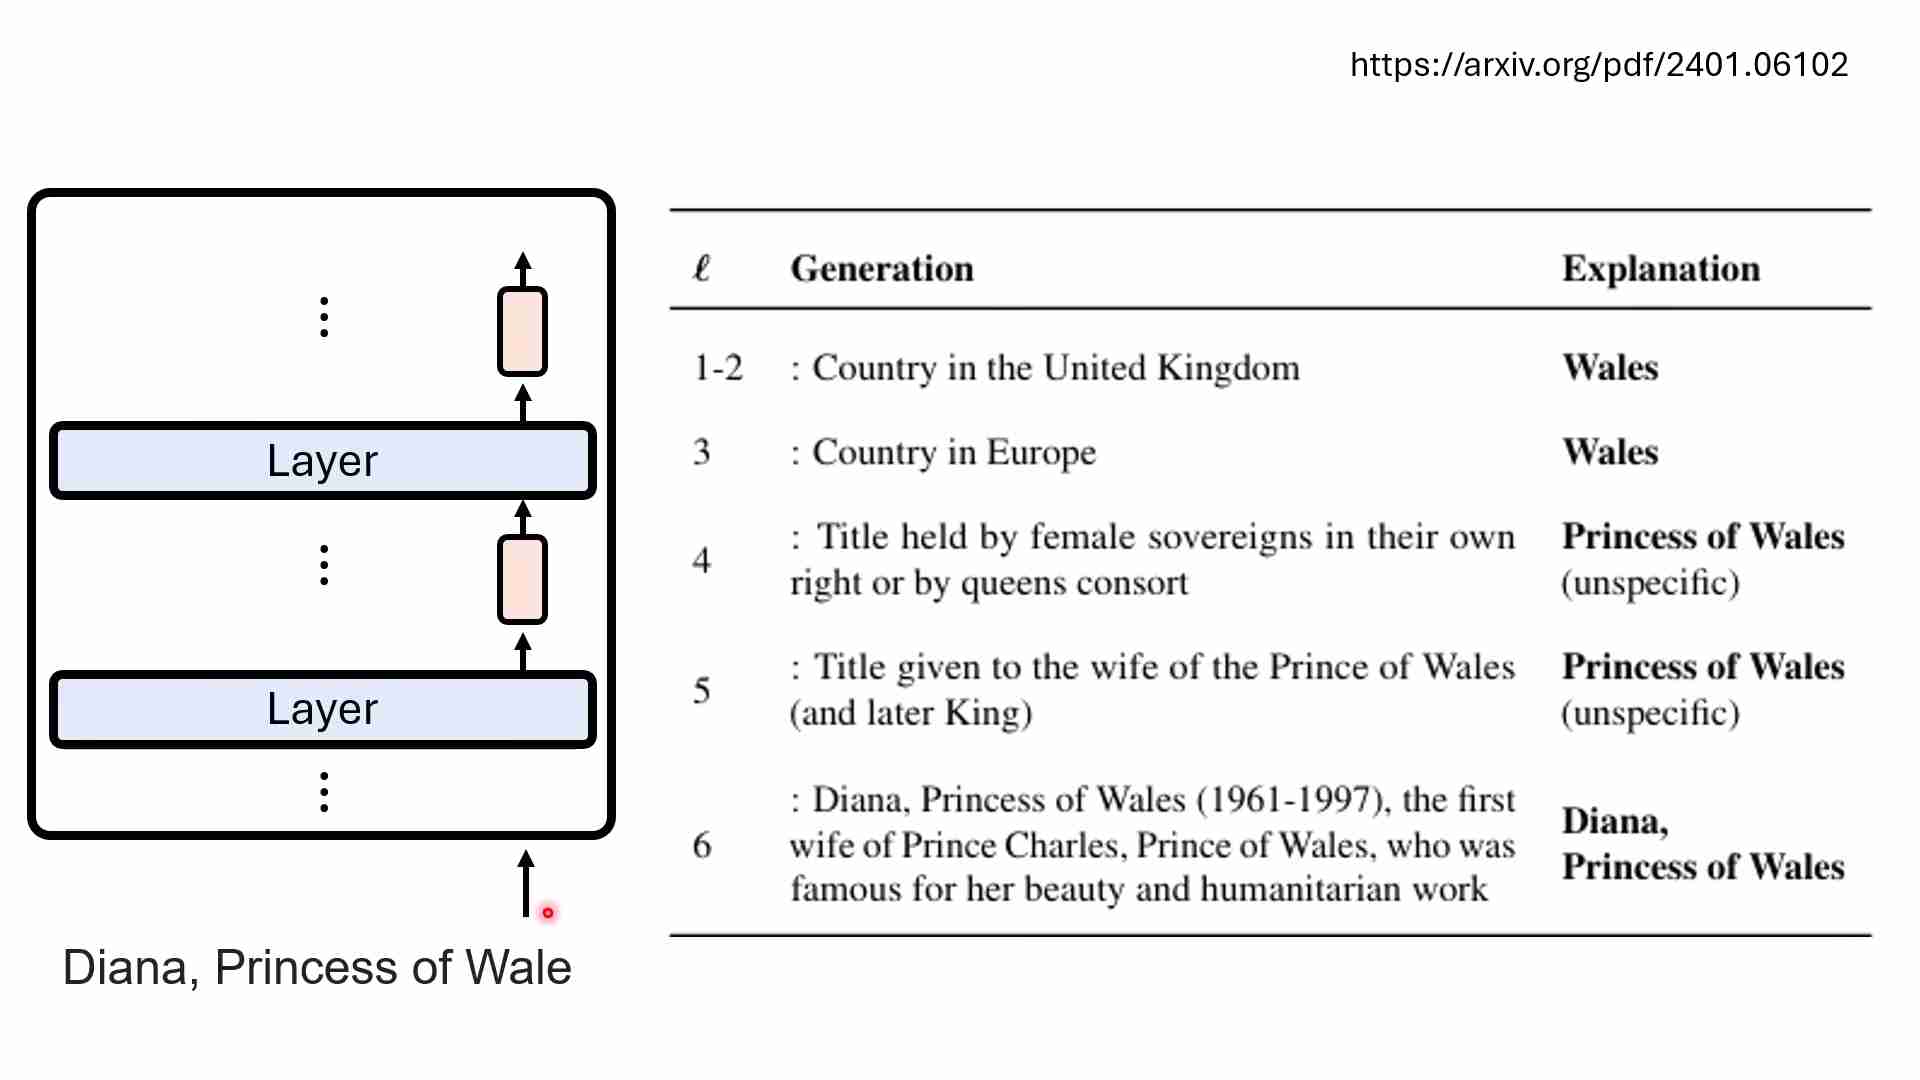 https://arxiv.org/pdf/2401.06102
Layer
Layer
Diana, Princess of Wale
ℓ Generation Explanation
1-2 : Country in the United Kingdom Wales
3 : Country in Europe Wales
4 : Title held by female sovereigns in their own right or by queens consort Princess of Wales (unspecific)
5 : Title given to the wife of the Prince of Wales (and later King) Princess of Wales (unspecific)
6 : Diana, Princess of Wales (1961-1997), the first wife of Prince Charles, Prince of Wales, who was famous for her beauty and humanitarian work Diana, Princess of Wales